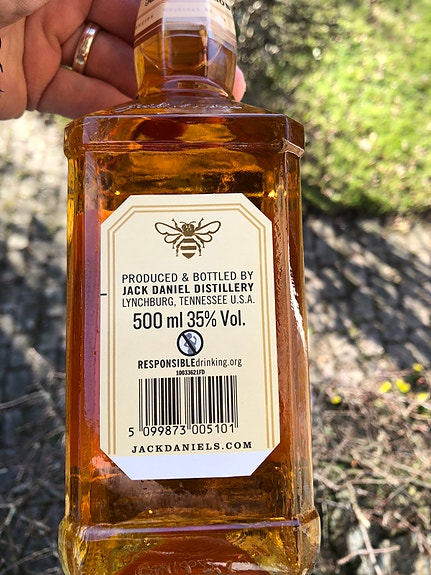 PRODUCED & BOTTLED BY
JACK DANIEL DISTILLERY
LYNCHBURG, TENNESSEE U.S.A.
500 ml 35% Vol.
RESPONSIBLEdrinking.org
10033621FD
5 099873 005101
JACKDANIELS.COM